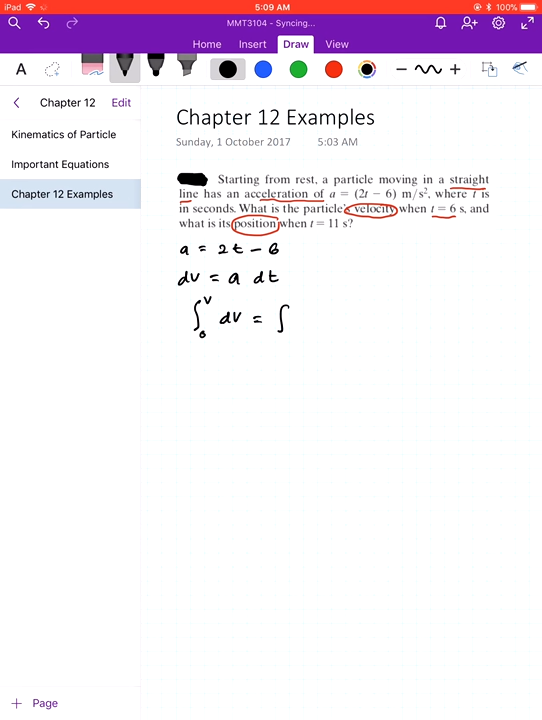 iPad 5:09 AM 100%
MMT3104 - Syncing...
Home Insert Draw View
A
Chapter 12 Edit
Kinematics of Particle
Important Equations
Chapter 12 Examples
Chapter 12 Examples
Sunday, 1 October 2017 5:03 AM
Starting from rest, a particle moving in a straight
line has an acceleration of a = (2t − 6) m/s², where t is
in seconds. What is the particle's velocity when t = 6 s, and
what is its position when t = 11 s?
a = 2t − 6
dv = a dt
∫₀ᵛ dv = ∫
+ Page